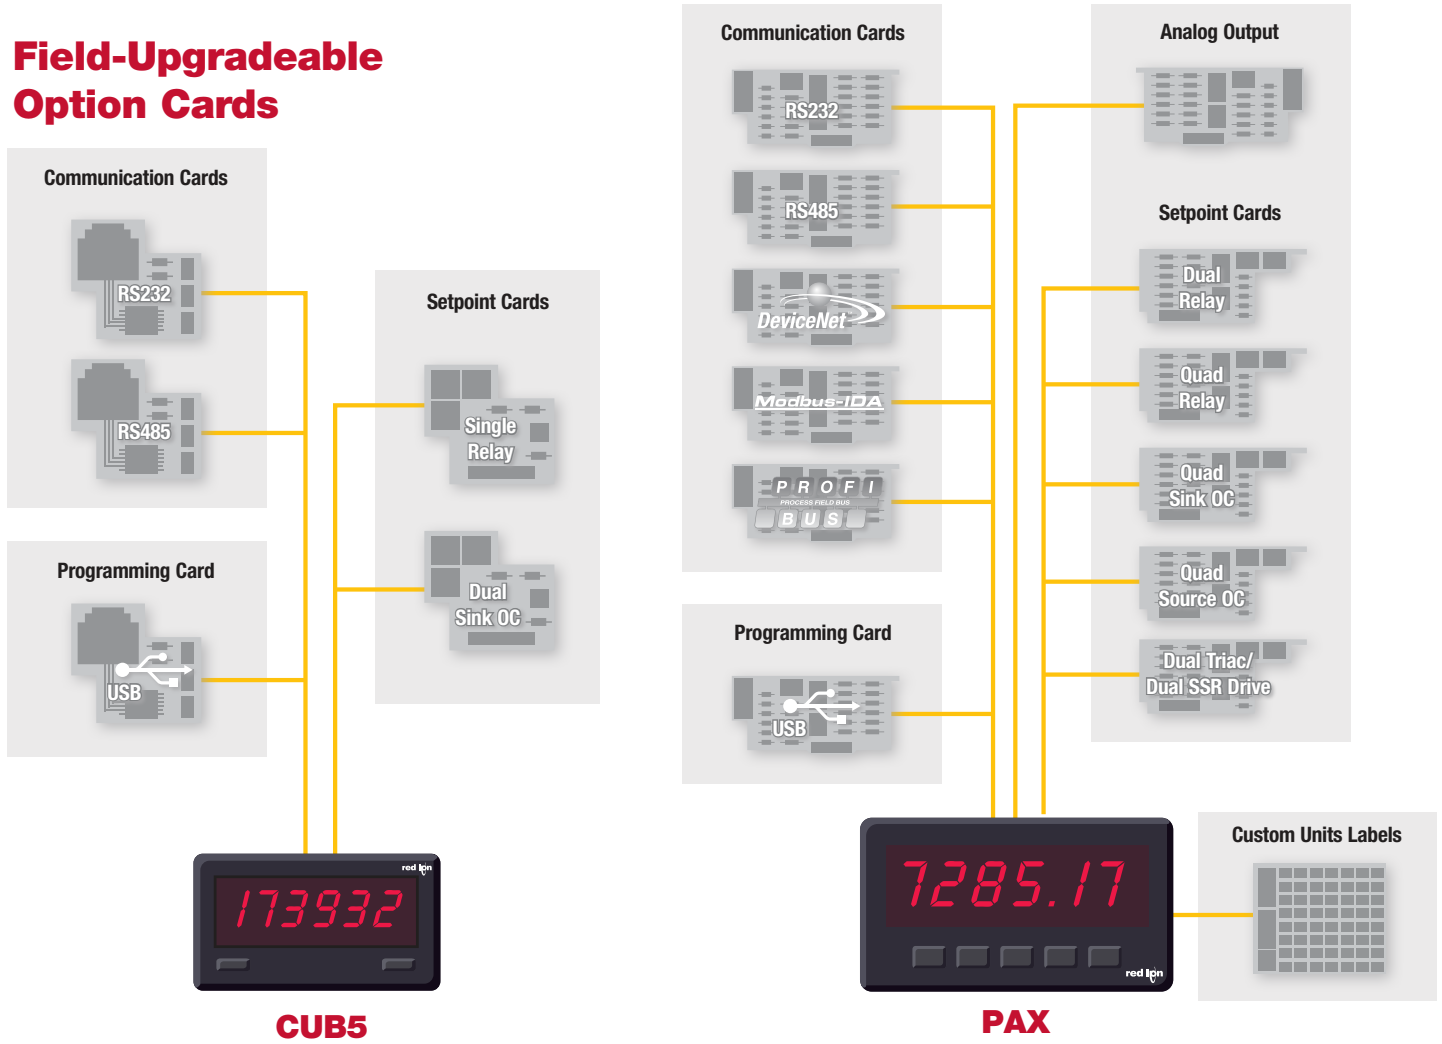 Field-Upgradeable
Option Cards
Communication Cards
RS232
RS485
Programming Card
USB
Setpoint Cards
Single
Relay
Dual
Sink OC
red lion
173932
CUB5
Communication Cards
RS232
RS485
DeviceNet™
Modbus-IDA
PROFI
PROCESS FIELD BUS
BUS
Programming Card
USB
Analog Output
Setpoint Cards
Dual
Relay
Quad
Relay
Quad
Sink OC
Quad
Source OC
Dual Triac/
Dual SSR Drive
7285.17
red lion
PAX
Custom Units Labels